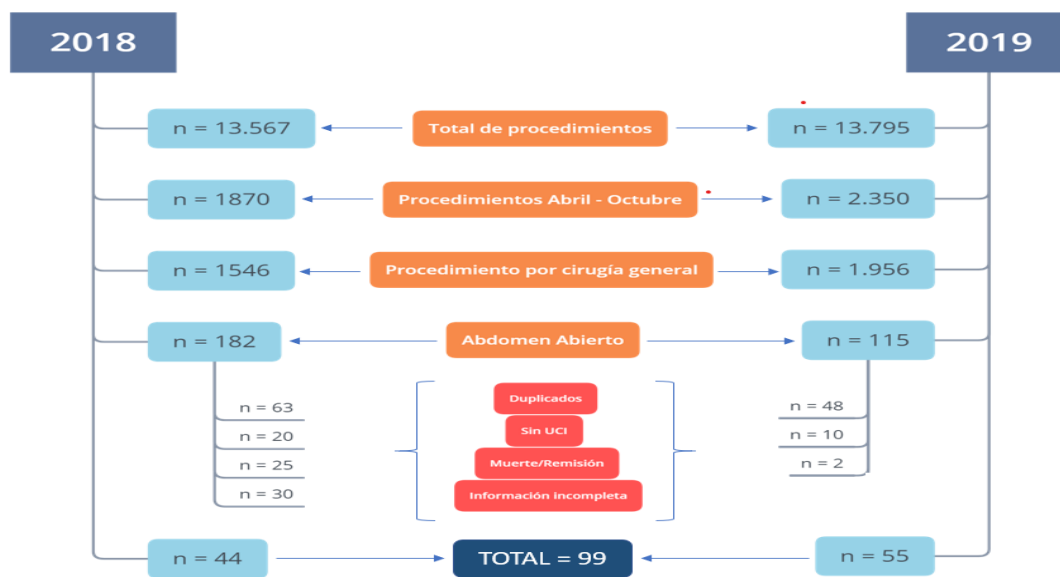 2018
2019
n = 13.567
Total de procedimientos
n = 13.795
n = 1870
Procedimientos Abril - Octubre
n = 2.350
n = 1546
Procedimiento por cirugía general
n = 1.956
n = 182
Abdomen Abierto
n = 115
n = 63
Duplicados
n = 48
n = 20
Sin UCI
n = 10
n = 25
Muerte/Remisión
n = 2
n = 30
Información incompleta
n = 44
TOTAL = 99
n = 55